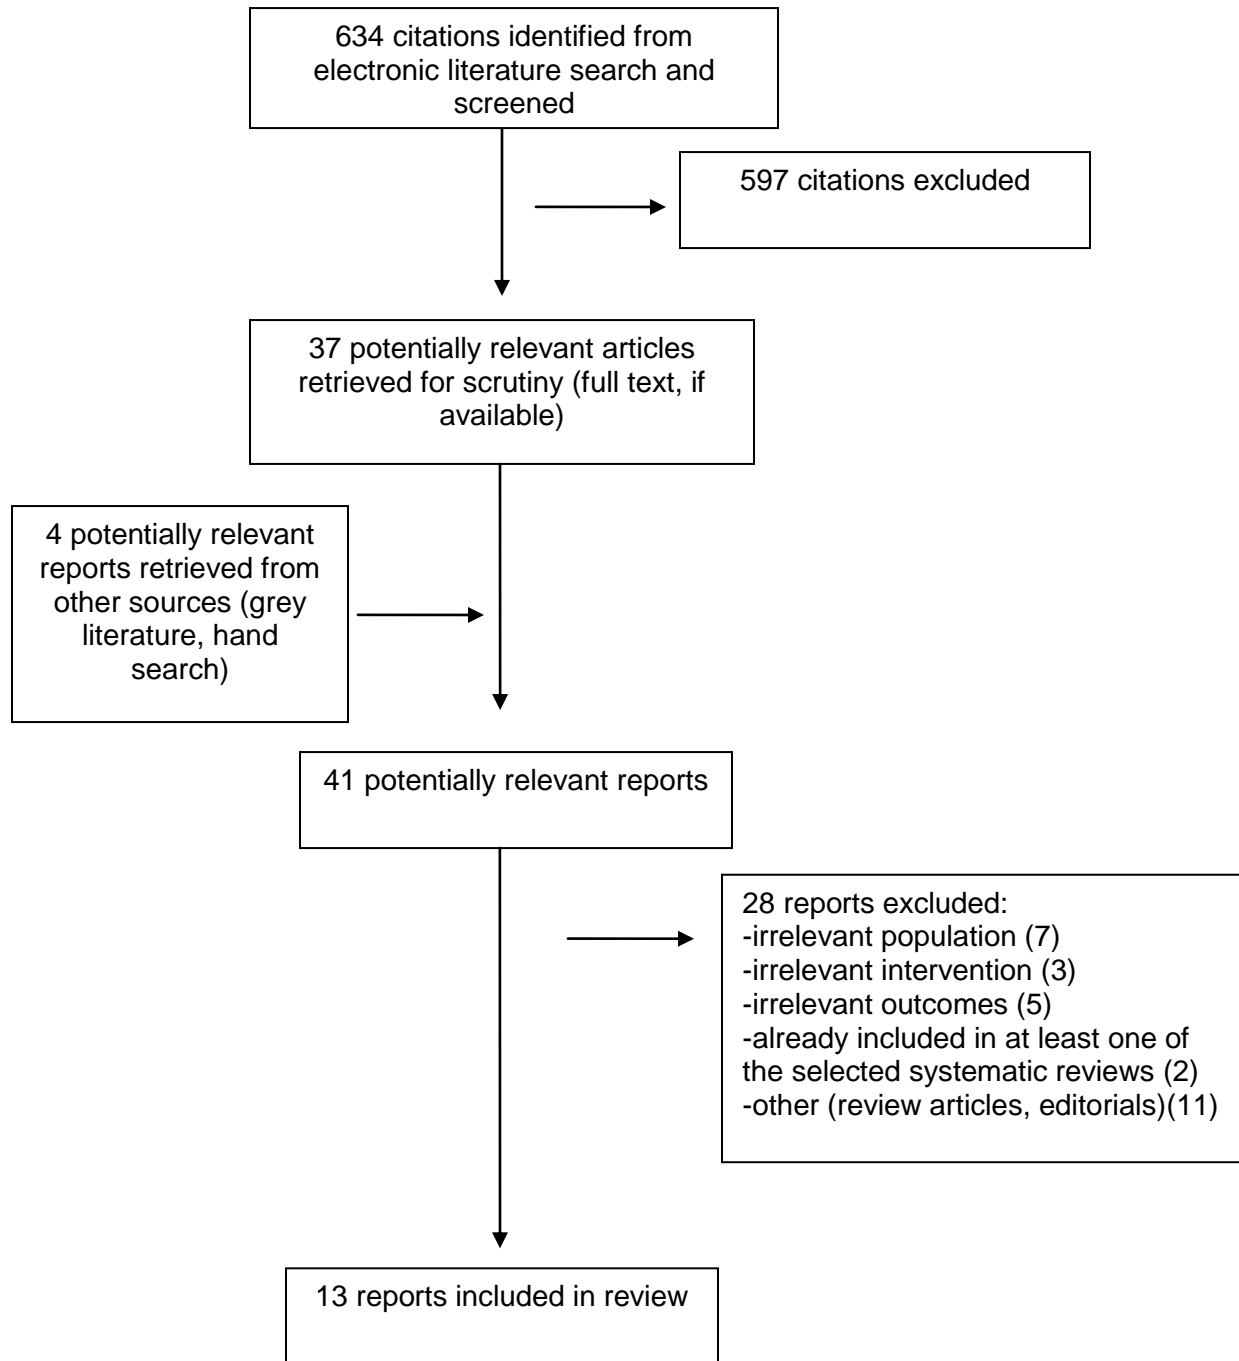 634 citations identified from
electronic literature search and
screened
597 citations excluded
37 potentially relevant articles
retrieved for scrutiny (full text, if
available)
4 potentially relevant
reports retrieved from
other sources (grey
literature, hand
search)
41 potentially relevant reports
28 reports excluded:
-irrelevant population (7)
-irrelevant intervention (3)
-irrelevant outcomes (5)
-already included in at least one of
the selected systematic reviews (2)
-other (review articles, editorials)(11)
13 reports included in review